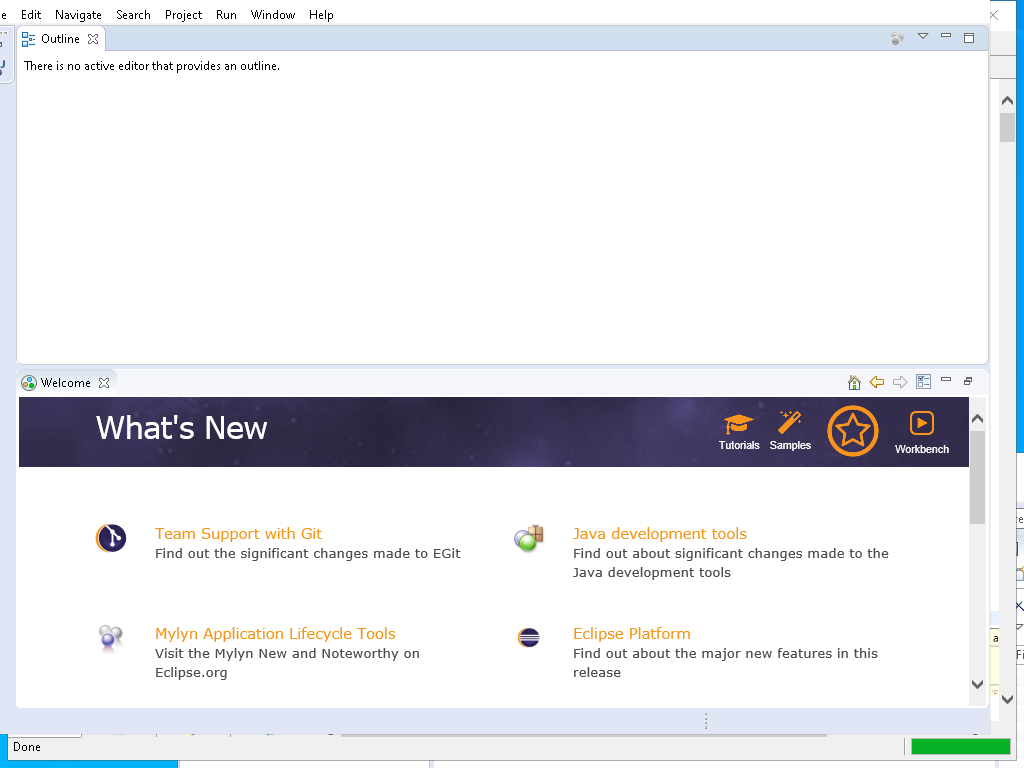 e Edit Navigate Search Project Run Window Help
Outline
There is no active editor that provides an outline.
Welcome
What's New
Tutorials Samples Workbench
Team Support with Git
Find out the significant changes made to EGit
Java development tools
Find out about significant changes made to the
Java development tools
Mylyn Application Lifecycle Tools
Visit the Mylyn New and Noteworthy on
Eclipse.org
Eclipse Platform
Find out about the major new features in this
release
Done